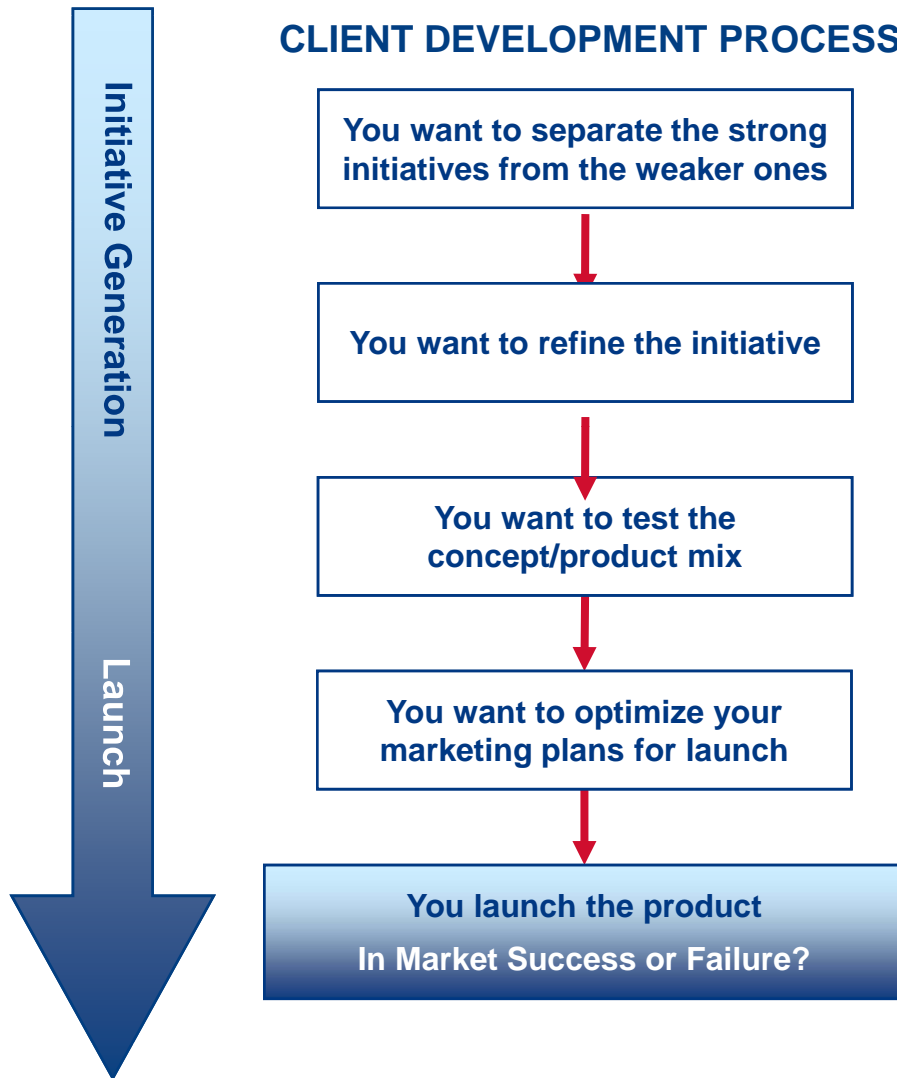 CLIENT DEVELOPMENT PROCESS
Initiative Generation
Launch
You want to separate the strong
initiatives from the weaker ones
You want to refine the initiative
You want to test the
concept/product mix
You want to optimize your
marketing plans for launch
You launch the product
In Market Success or Failure?